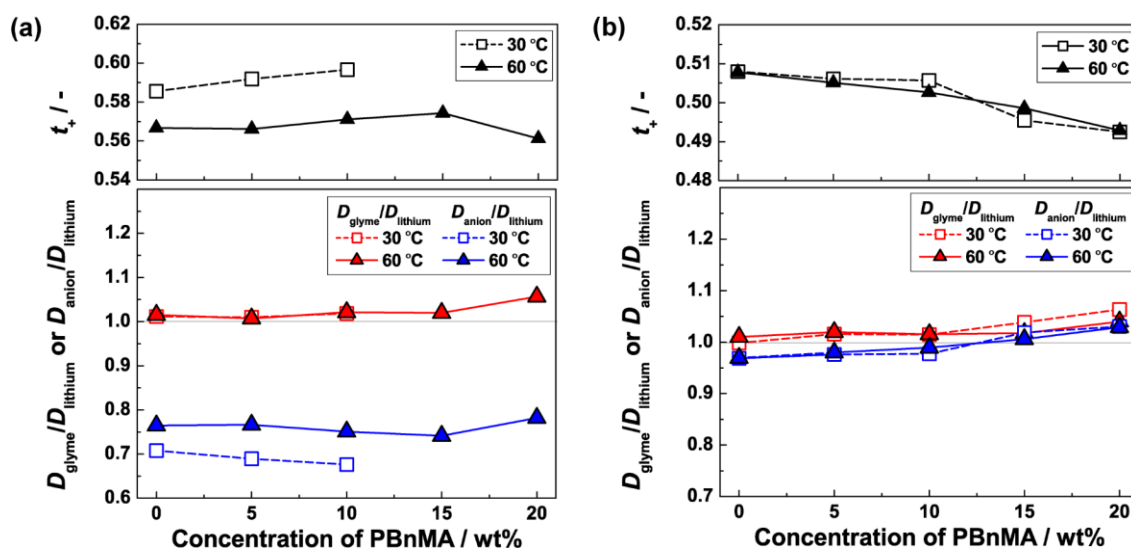 (a)
0.62
0.60
0.58
0.56
0.54
t+ / -
30 °C
60 °C
1.2
1.1
1.0
0.9
0.8
0.7
0.6
Dglyme/Dlithium or Danion/Dlithium
Dglyme/Dlithium Danion/Dlithium
30 °C 30 °C
60 °C 60 °C
0 5 10 15 20
Concentration of PBnMA / wt%
(b)
0.52
0.51
0.50
0.49
0.48
t+ / -
30 °C
60 °C
1.2
1.1
1.0
0.9
0.8
0.7
Dglyme/Dlithium or Danion/Dlithium
Dglyme/Dlithium Danion/Dlithium
30 °C 30 °C
60 °C 60 °C
0 5 10 15 20
Concentration of PBnMA / wt%